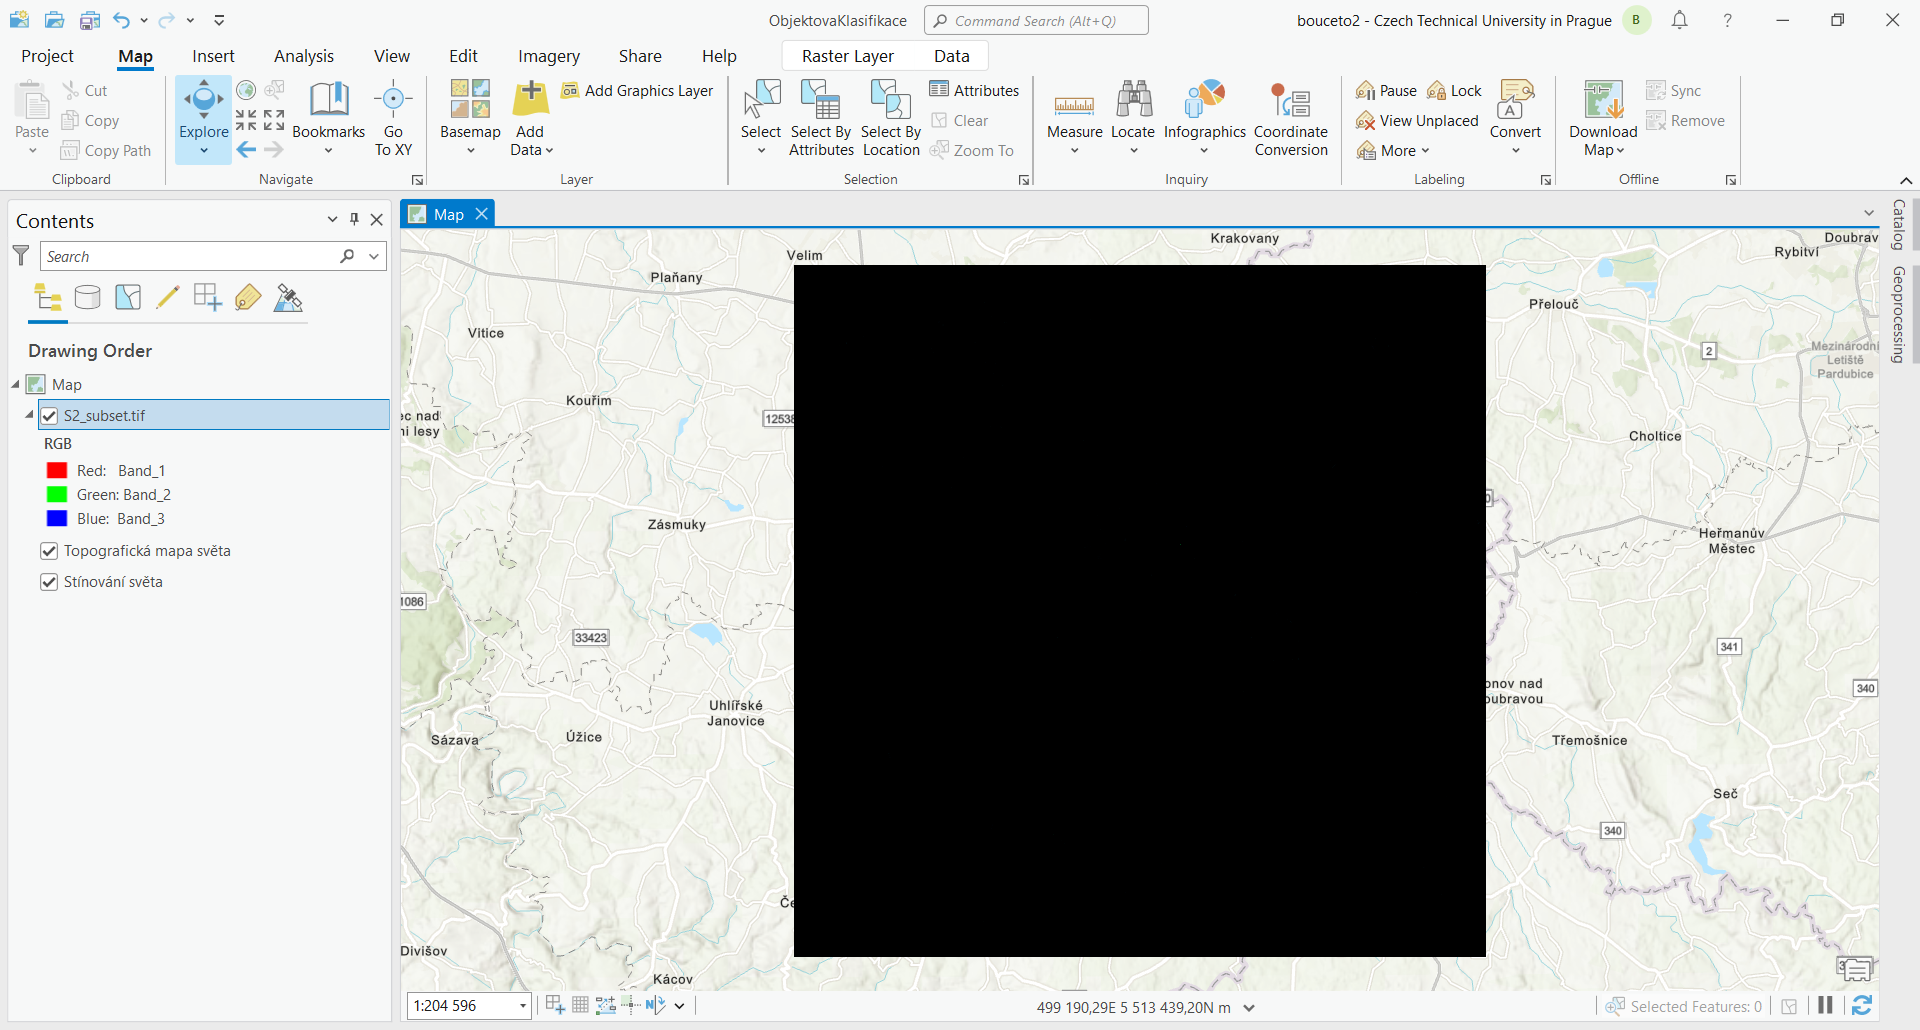 ObjektovaKlasifikace
Command Search (Alt+Q)
bouceto2 - Czech Technical University in Prague
B
?
Project
Map
Insert
Analysis
View
Edit
Imagery
Share
Help
Raster Layer
Data
Paste
Cut
Copy
Copy Path
Clipboard
Explore
Bookmarks
Go
To XY
Navigate
Basemap
Add
Data
Add Graphics Layer
Layer
Select
Select By
Attributes
Select By
Location
Attributes
Clear
Zoom To
Selection
Measure
Locate
Infographics
Coordinate
Conversion
Inquiry
Pause
Lock
View Unplaced
More
Convert
Labeling
Download
Map
Sync
Remove
Offline
Contents
Search
Drawing Order
Map
S2_subset.tif
RGB
Red: Band_1
Green: Band_2
Blue: Band_3
Topografická mapa světa
Stínování světa
Map
Catalog
Geoprocessing
Krakovany
Doubrav
Rybitví
Velim
Plaňany
Přelouč
Vitice
2
Mezinárodní
Letiště
Pardubice
Kouřim
ec nad
ní lesy
12538
Choltice
Zásmuky
Heřmanův
Městec
1086
33423
341
onov nad
oubravou
340
Uhlířské
Janovice
Sázava
Úžice
Třemošnice
Seč
340
Če
Divišov
Kácov
1:204 596
499 190,29E 5 513 439,20N m
Selected Features: 0